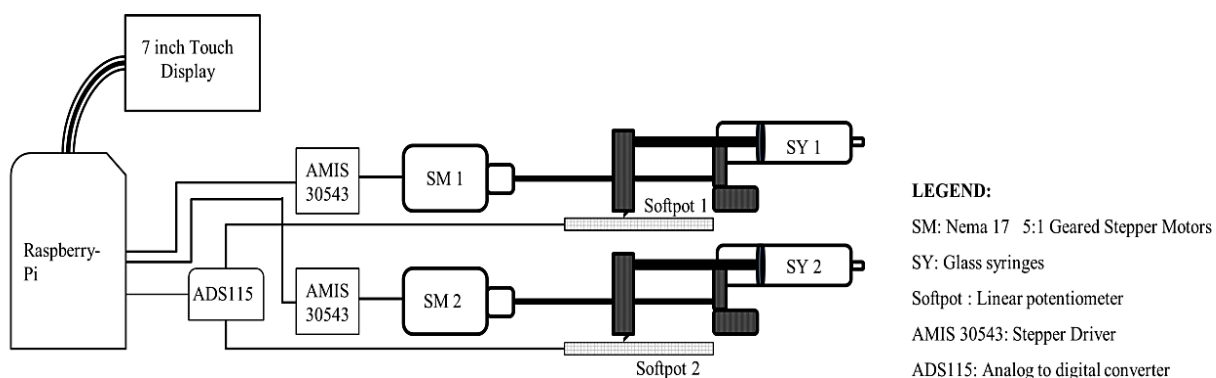 7 inch Touch
Display
Raspberry-
Pi
AMIS
30543
SM 1
SY 1
Softpot 1
ADS115
AMIS
30543
SM 2
SY 2
Softpot 2
LEGEND:
SM: Nema 17 5:1 Geared Stepper Motors
SY: Glass syringes
Softpot : Linear potentiometer
AMIS 30543: Stepper Driver
ADS115: Analog to digital converter